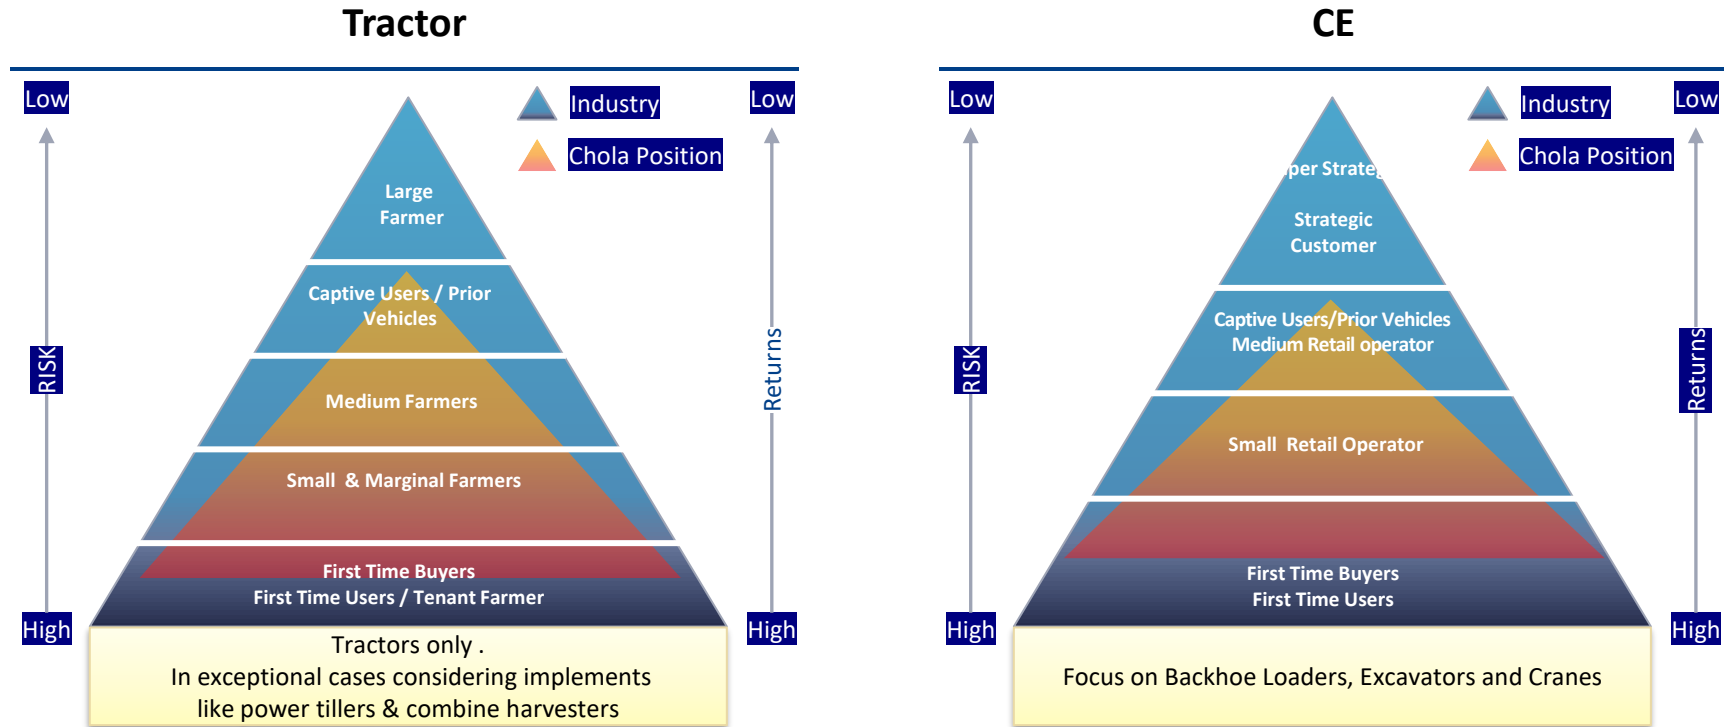 Tractor
Low
Industry
Chola Position
Low
Large
Farmer
Captive Users / Prior
Vehicles
RISK
Returns
Medium Farmers
Small & Marginal Farmers
First Time Buyers
First Time Users / Tenant Farmer
High
High
Tractors only .
In exceptional cases considering implements
like power tillers & combine harvesters
CE
Low
Industry
Chola Position
Low
Strategic
Customer
Captive Users/Prior Vehicles
Medium Retail operator
RISK
Returns
Small Retail Operator
First Time Buyers
First Time Users
High
High
Focus on Backhoe Loaders, Excavators and Cranes